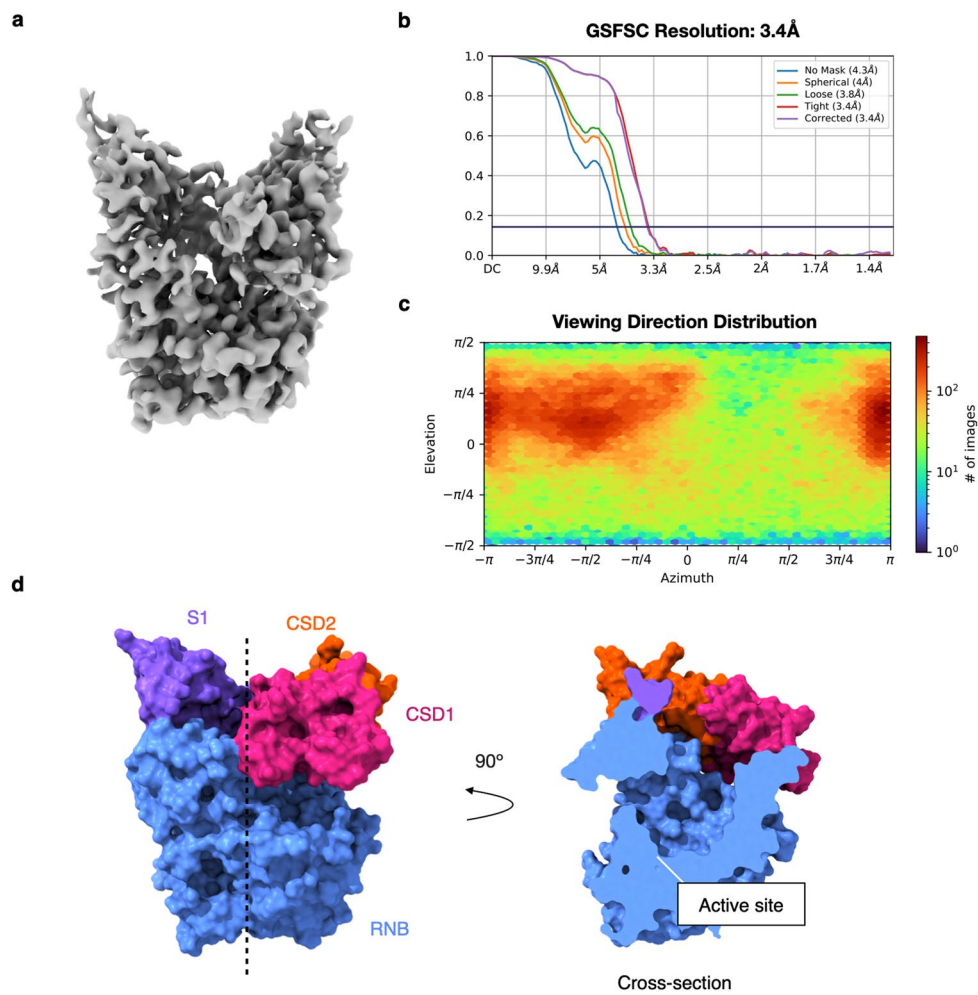 a
b
GSFSC Resolution: 3.4Å
1.0
0.8
0.6
0.4
0.2
0.0
DC 9.9Å 5Å 3.3Å 2.5Å 2Å 1.7Å 1.4Å
No Mask (4.3Å)
Spherical (4Å)
Loose (3.8Å)
Tight (3.4Å)
Corrected (3.4Å)
c
Viewing Direction Distribution
π/2
π/4
0
−π/4
−π/2
Elevation
−π −3π/4 −π/2 −π/4 0 π/4 π/2 3π/4 π
Azimuth
10²
10¹
10⁰
# of images
d
S1
CSD2
CSD1
RNB
90º
Active site
Cross-section